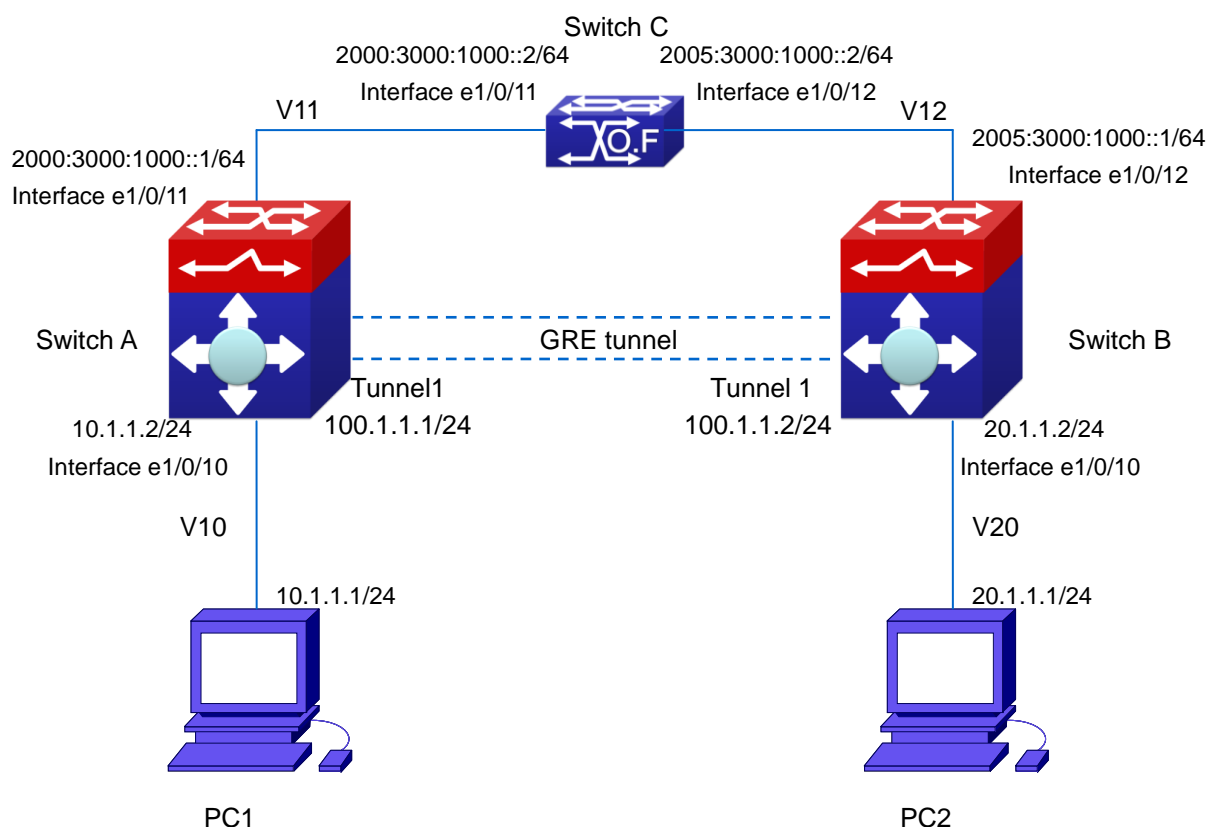 Switch C
2000:3000:1000::2/64
2005:3000:1000::2/64
Interface e1/0/11
Interface e1/0/12
V11
V12
O.F
2000:3000:1000::1/64
Interface e1/0/11
2005:3000:1000::1/64
Interface e1/0/12
Switch A
GRE tunnel
Switch B
Tunnel1
100.1.1.1/24
Tunnel 1
100.1.1.2/24
10.1.1.2/24
Interface e1/0/10
20.1.1.2/24
Interface e1/0/10
V10
V20
10.1.1.1/24
20.1.1.1/24
PC1
PC2